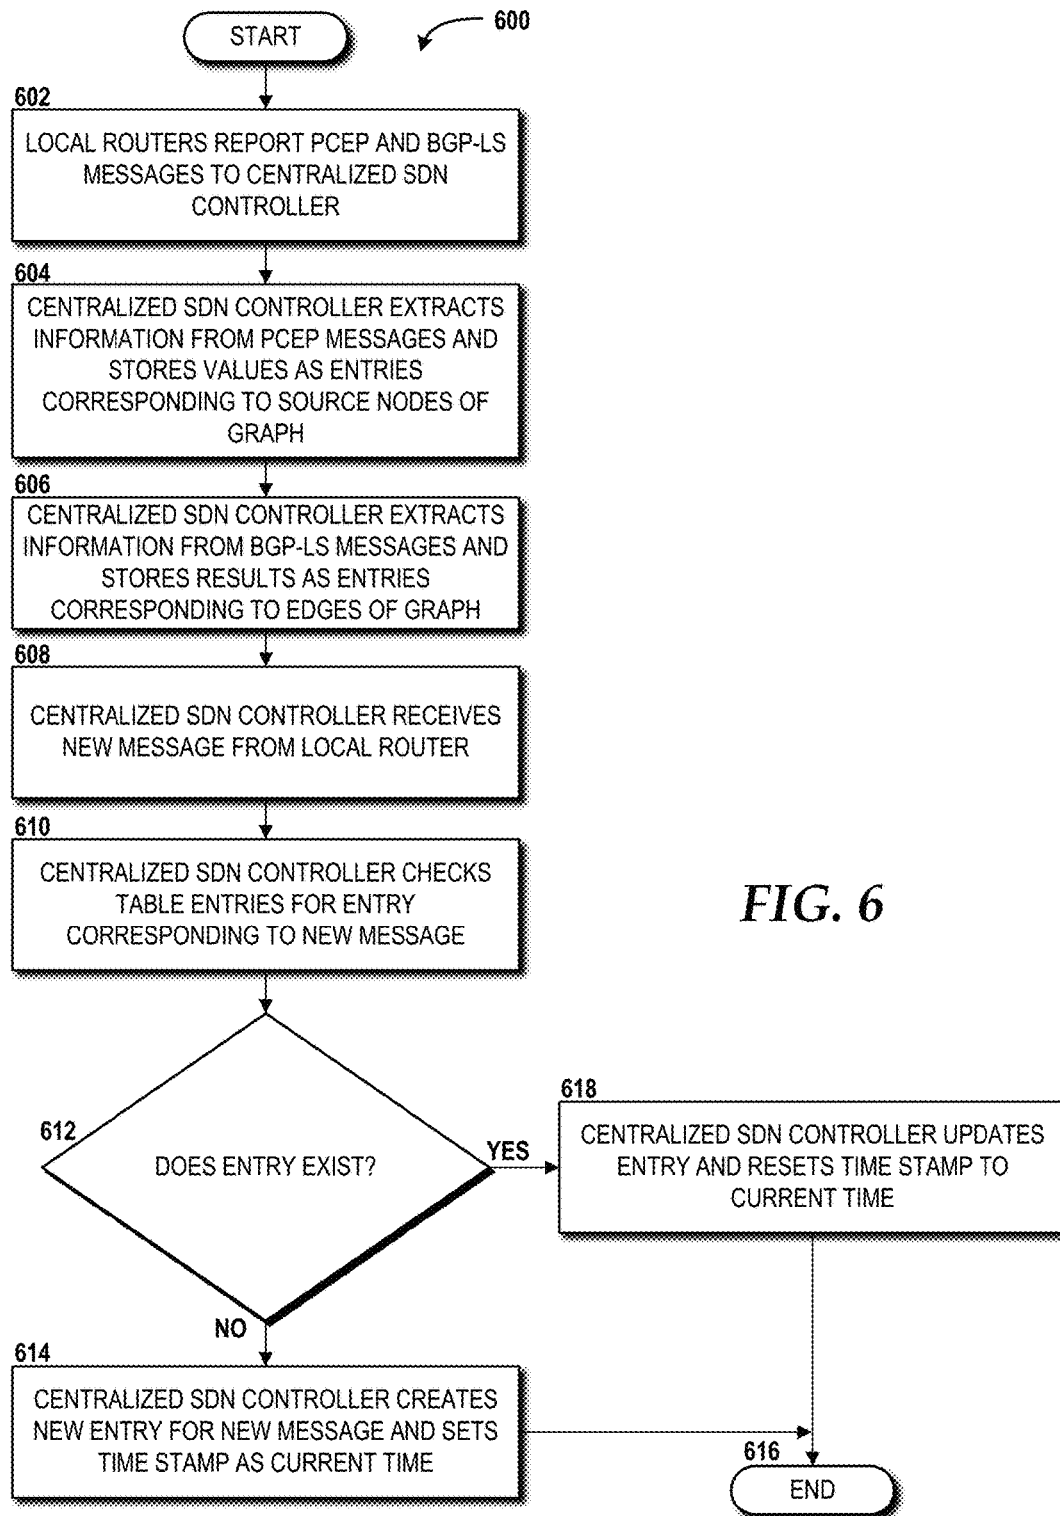 START
600
602
LOCAL ROUTERS REPORT PCEP AND BGP-LS
MESSAGES TO CENTRALIZED SDN
CONTROLLER
604
CENTRALIZED SDN CONTROLLER EXTRACTS
INFORMATION FROM PCEP MESSAGES AND
STORES VALUES AS ENTRIES
CORRESPONDING TO SOURCE NODES OF
GRAPH
606
CENTRALIZED SDN CONTROLLER EXTRACTS
INFORMATION FROM BGP-LS MESSAGES AND
STORES RESULTS AS ENTRIES
CORRESPONDING TO EDGES OF GRAPH
608
CENTRALIZED SDN CONTROLLER RECEIVES
NEW MESSAGE FROM LOCAL ROUTER
610
CENTRALIZED SDN CONTROLLER CHECKS
TABLE ENTRIES FOR ENTRY
CORRESPONDING TO NEW MESSAGE
FIG. 6
612
DOES ENTRY EXIST?
YES
618
CENTRALIZED SDN CONTROLLER UPDATES
ENTRY AND RESETS TIME STAMP TO
CURRENT TIME
NO
614
CENTRALIZED SDN CONTROLLER CREATES
NEW ENTRY FOR NEW MESSAGE AND SETS
TIME STAMP AS CURRENT TIME
616
END